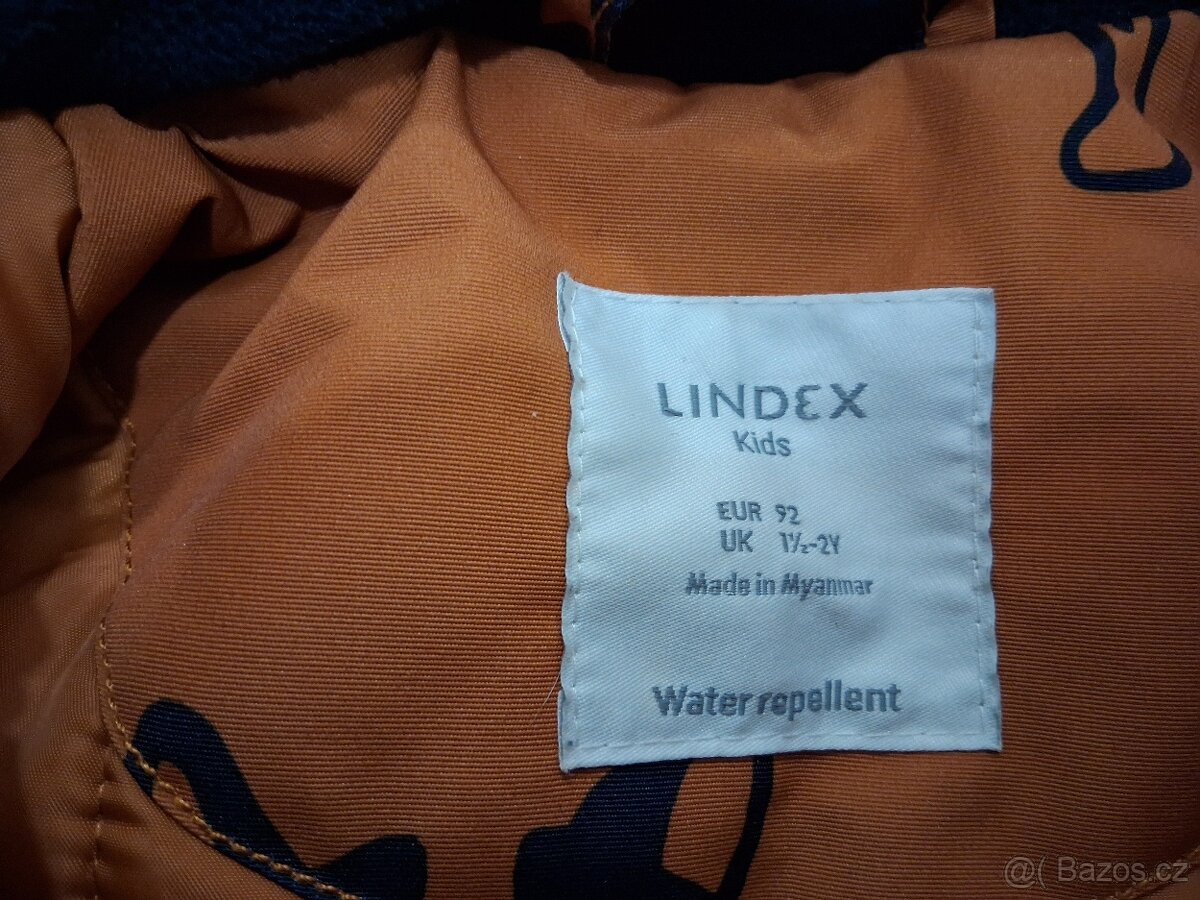 LINDEX
Kids
EUR 92
UK 1½-2Y
Made in Myanmar
Water repellent
@( Bazos.cz